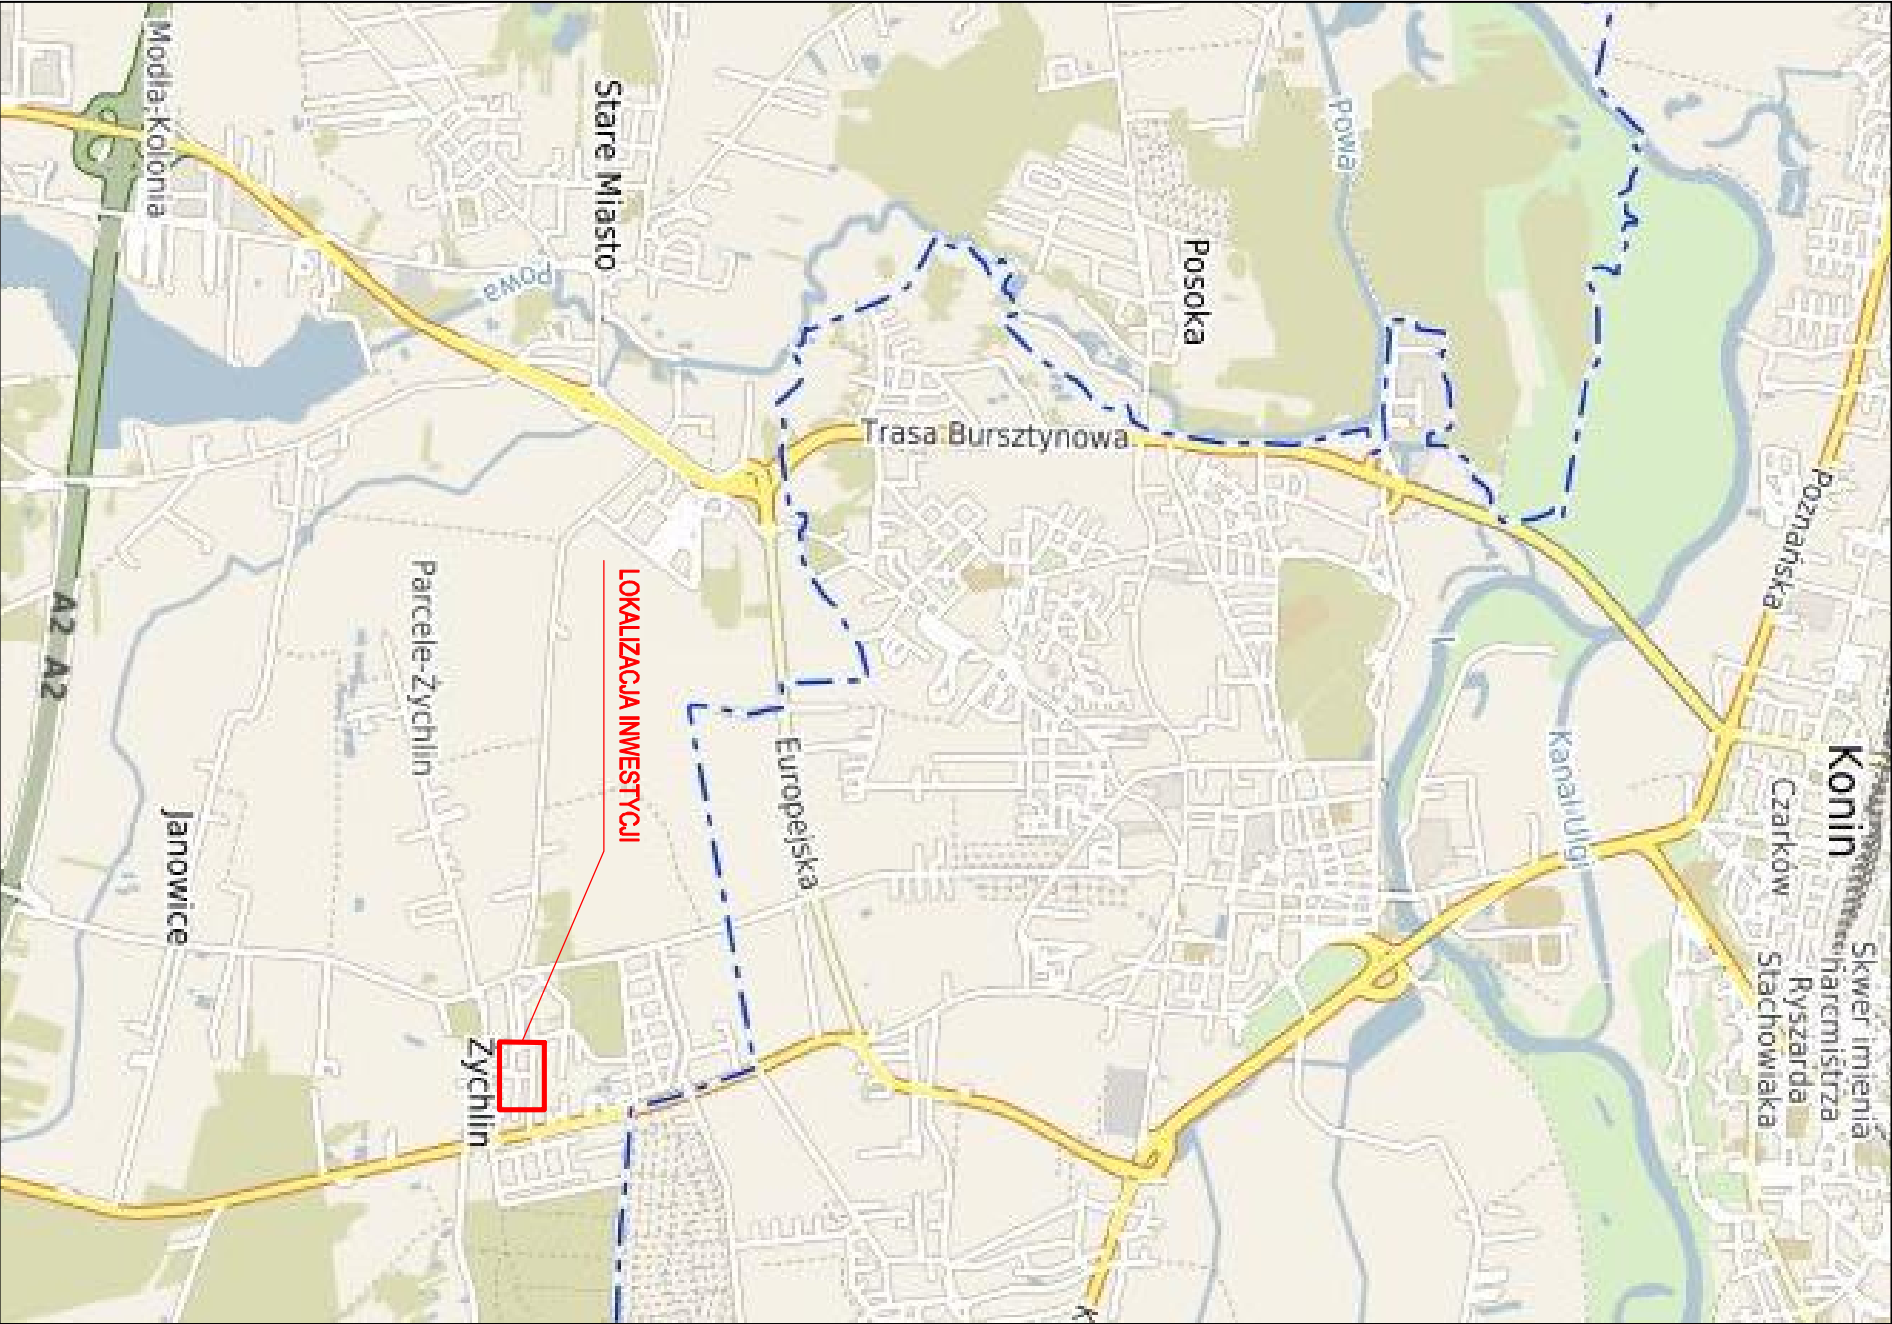 Konin
Czarków
Skwer imienia
harcmistrza
Ryszarda
Stachowiaka
Poznańska
Kanał Ulgi
Powa
Posoka
Trasa Bursztynowa
Europejska
Stare Miasto
Powa
LOKALIZACJA INWESTYCJI
Żychlin
Parcele-Żychlin
Janowice
Modła-Kolonia
A2 A2
K